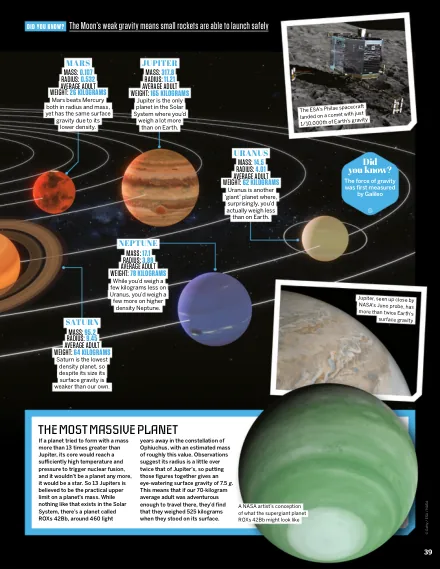 DID YOU KNOW? The Moon's weak gravity means small rockets are able to launch safely
MARS
MASS: 0.107
RADIUS: 0.532
AVERAGE ADULT
WEIGHT: 26 KILOGRAMS
Mars beats Mercury
both in radius and mass,
yet has the same surface
gravity due to its
lower density.
JUPITER
MASS: 317.8
RADIUS: 11.21
AVERAGE ADULT
WEIGHT: 165 KILOGRAMS
Jupiter is the only
planet in the Solar
System where you'd
weigh a lot more
than on Earth.
The ESA's Philae spacecraft
landed on a comet with just
1/10,000th of Earth's gravity
URANUS
MASS: 14.5
RADIUS: 4.01
AVERAGE ADULT
WEIGHT: 62 KILOGRAMS
Uranus is another
'giant' planet where,
surprisingly, you'd
actually weigh less
than on Earth.
Did
you know?
The force of gravity
was first measured
by Galileo
NEPTUNE
MASS: 17.1
RADIUS: 3.88
AVERAGE ADULT
WEIGHT: 78 KILOGRAMS
While you'd weigh a
few kilograms less on
Uranus, you'd weigh a
few more on higher
density Neptune.
Jupiter, seen up close by
NASA's Juno probe, has
more than twice Earth's
surface gravity
SATURN
MASS: 95.2
RADIUS: 9.45
AVERAGE ADULT
WEIGHT: 64 KILOGRAMS
Saturn is the lowest
density planet, so
despite its size its
surface gravity is
weaker than our own.
THE MOST MASSIVE PLANET
If a planet tried to form with a mass
more than 13 times greater than
Jupiter, its core would reach a
sufficiently high temperature and
pressure to trigger nuclear fusion,
and it wouldn't be a planet any more,
it would be a star. So 13 Jupiters is
believed to be the practical upper
limit on a planet's mass. While
nothing like that exists in the Solar
System, there's a planet called
ROXs 42Bb, around 460 light
years away in the constellation of
Ophiuchus, with an estimated mass
of roughly this value. Observations
suggest its radius is a little over
twice that of Jupiter's, so putting
those figures together gives an
eye-watering surface gravity of 7.5 g.
This means that if our 70-kilogram
average adult was adventurous
enough to travel there, they'd find
that they weighed 525 kilograms
when they stood on its surface.
A NASA artist's conception
of what the supergiant planet
ROXs 42Bb might look like
39